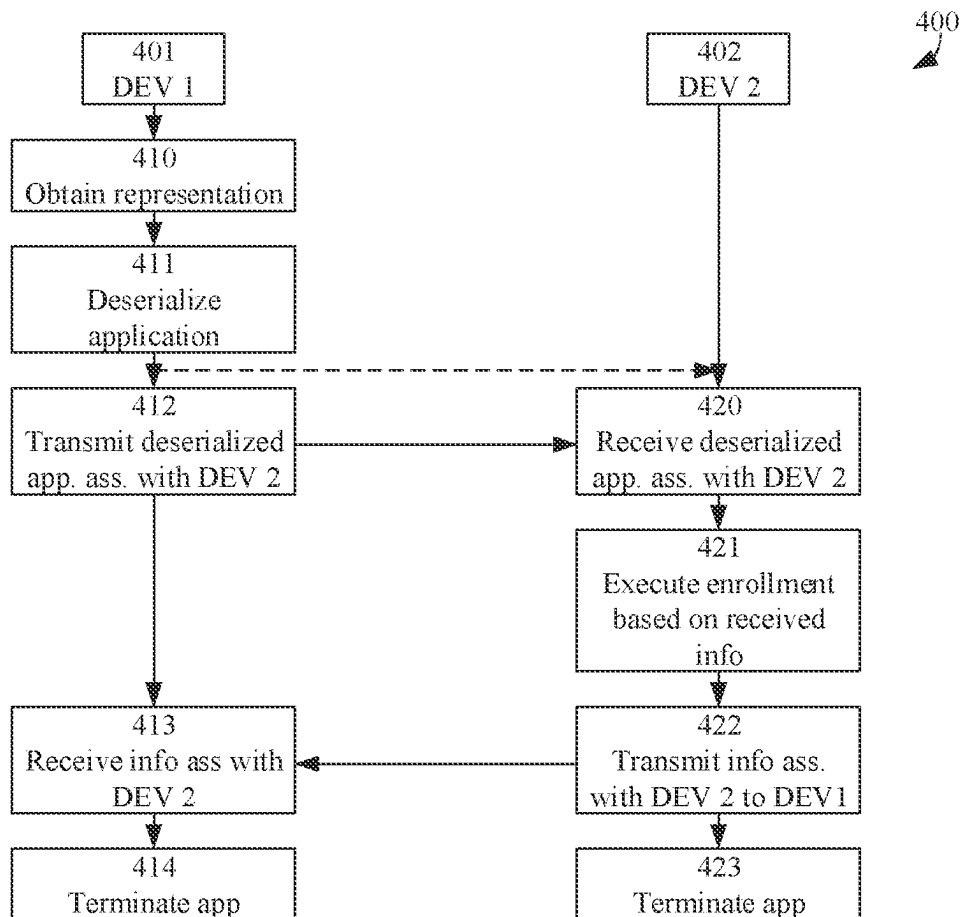 400
401
DEV 1
402
DEV 2
410
Obtain representation
411
Deserialize
application
412
Transmit deserialized
app. ass. with DEV 2
420
Receive deserialized
app. ass. with DEV 2
421
Execute enrollment
based on received
info
413
Receive info ass with
DEV 2
422
Transmit info ass.
with DEV 2 to DEV1
414
Terminate app
423
Terminate app